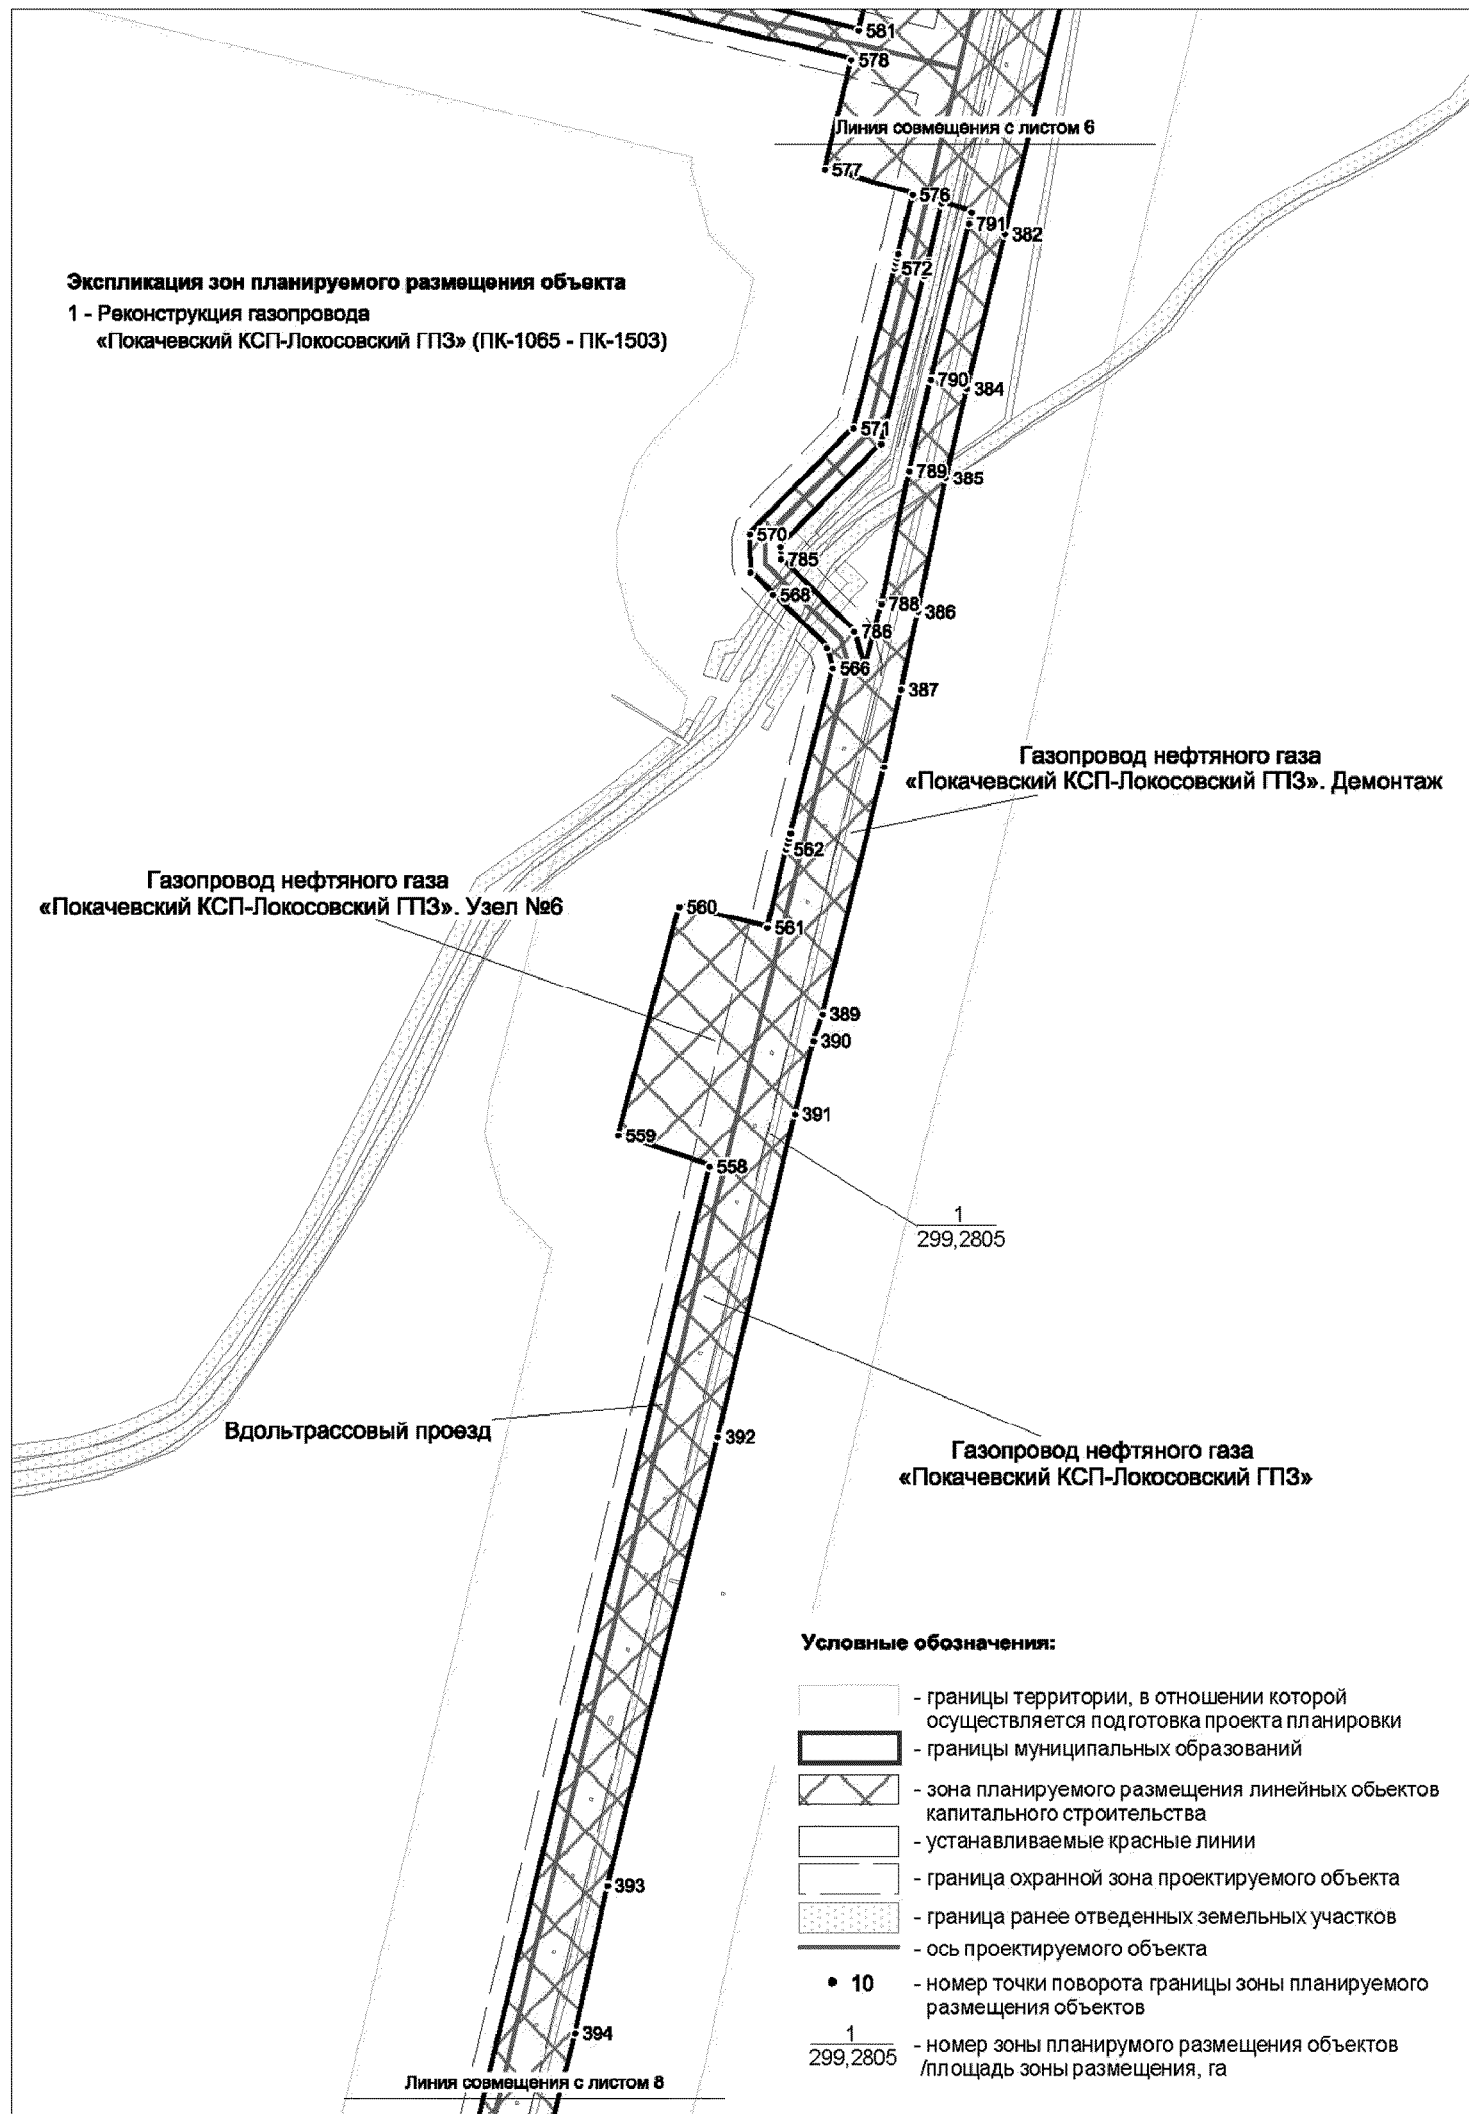 581
578
Линия совмещения с листом 6
577
576
791
382
572
Экспликация зон планируемого размещения объекта
1 - Реконструкция газопровода
«Покачевский КСП-Локосовский ГПЗ» (ПК-1065 - ПК-1503)
790
384
571
789
385
570
785
568
788
386
786
566
387
Газопровод нефтяного газа
«Покачевский КСП-Локосовский ГПЗ». Демонтаж
562
Газопровод нефтяного газа
«Покачевский КСП-Локосовский ГПЗ». Узел №6
560
561
389
390
391
559
558
1
299,2805
Вдольтрассовый проезд
392
Газопровод нефтяного газа
«Покачевский КСП-Локосовский ГПЗ»
Условные обозначения:
- границы территории, в отношении которой
осуществляется подготовка проекта планировки
- границы муниципальных образований
- зона планируемого размещения линейных обьектов
капитального строительства
- устанавливаемые красные линии
- граница охранной зона проектируемого объекта
- граница ранее отведенных земельных участков
- ось проектируемого объекта
10 - номер точки поворота границы зоны планируемого
размещения объектов
1
299,2805
- номер зоны планирумого размещения объектов
/площадь зоны размещения, га
393
394
Линия совмещения с листом 8